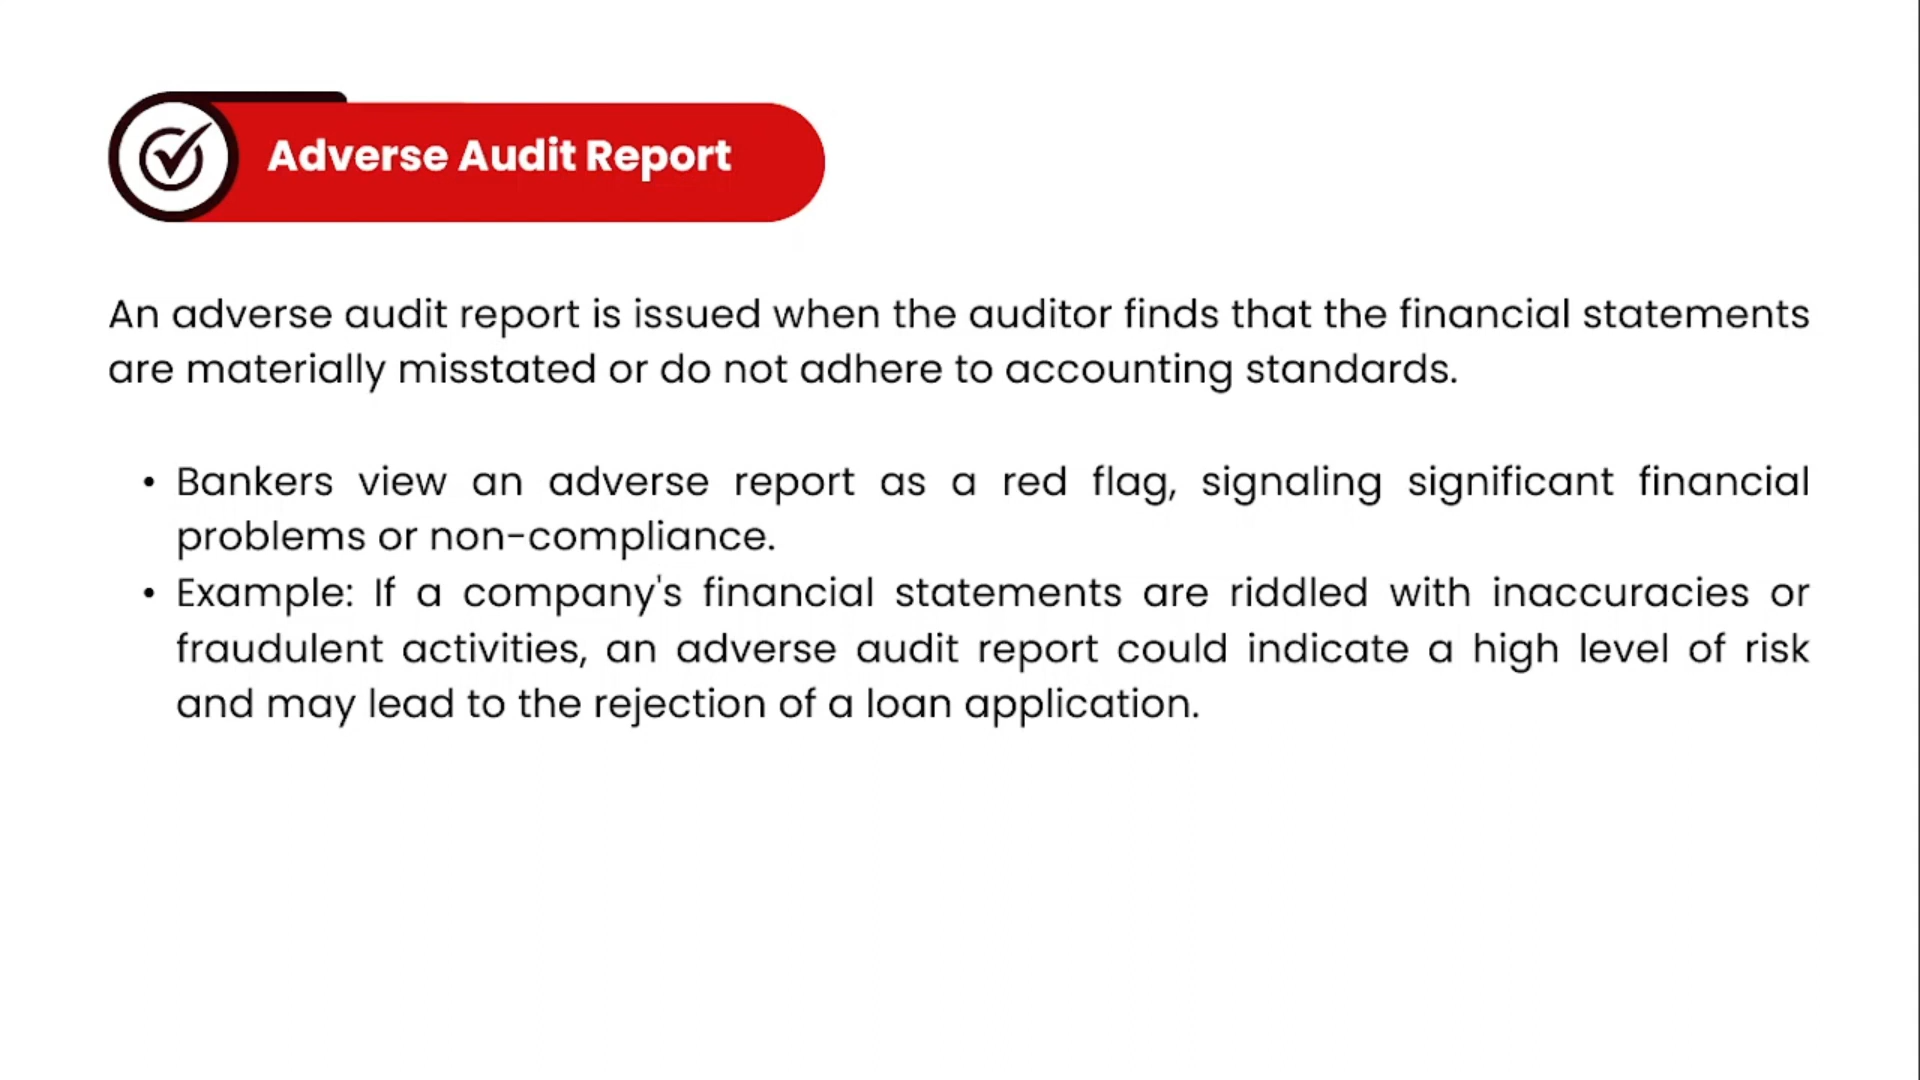 Adverse Audit Report
An adverse audit report is issued when the auditor finds that the financial statements
are materially misstated or do not adhere to accounting standards.
• Bankers view an adverse report as a red flag, signaling significant financial
problems or non-compliance.
• Example: If a company's financial statements are riddled with inaccuracies or
fraudulent activities, an adverse audit report could indicate a high level of risk
and may lead to the rejection of a loan application.